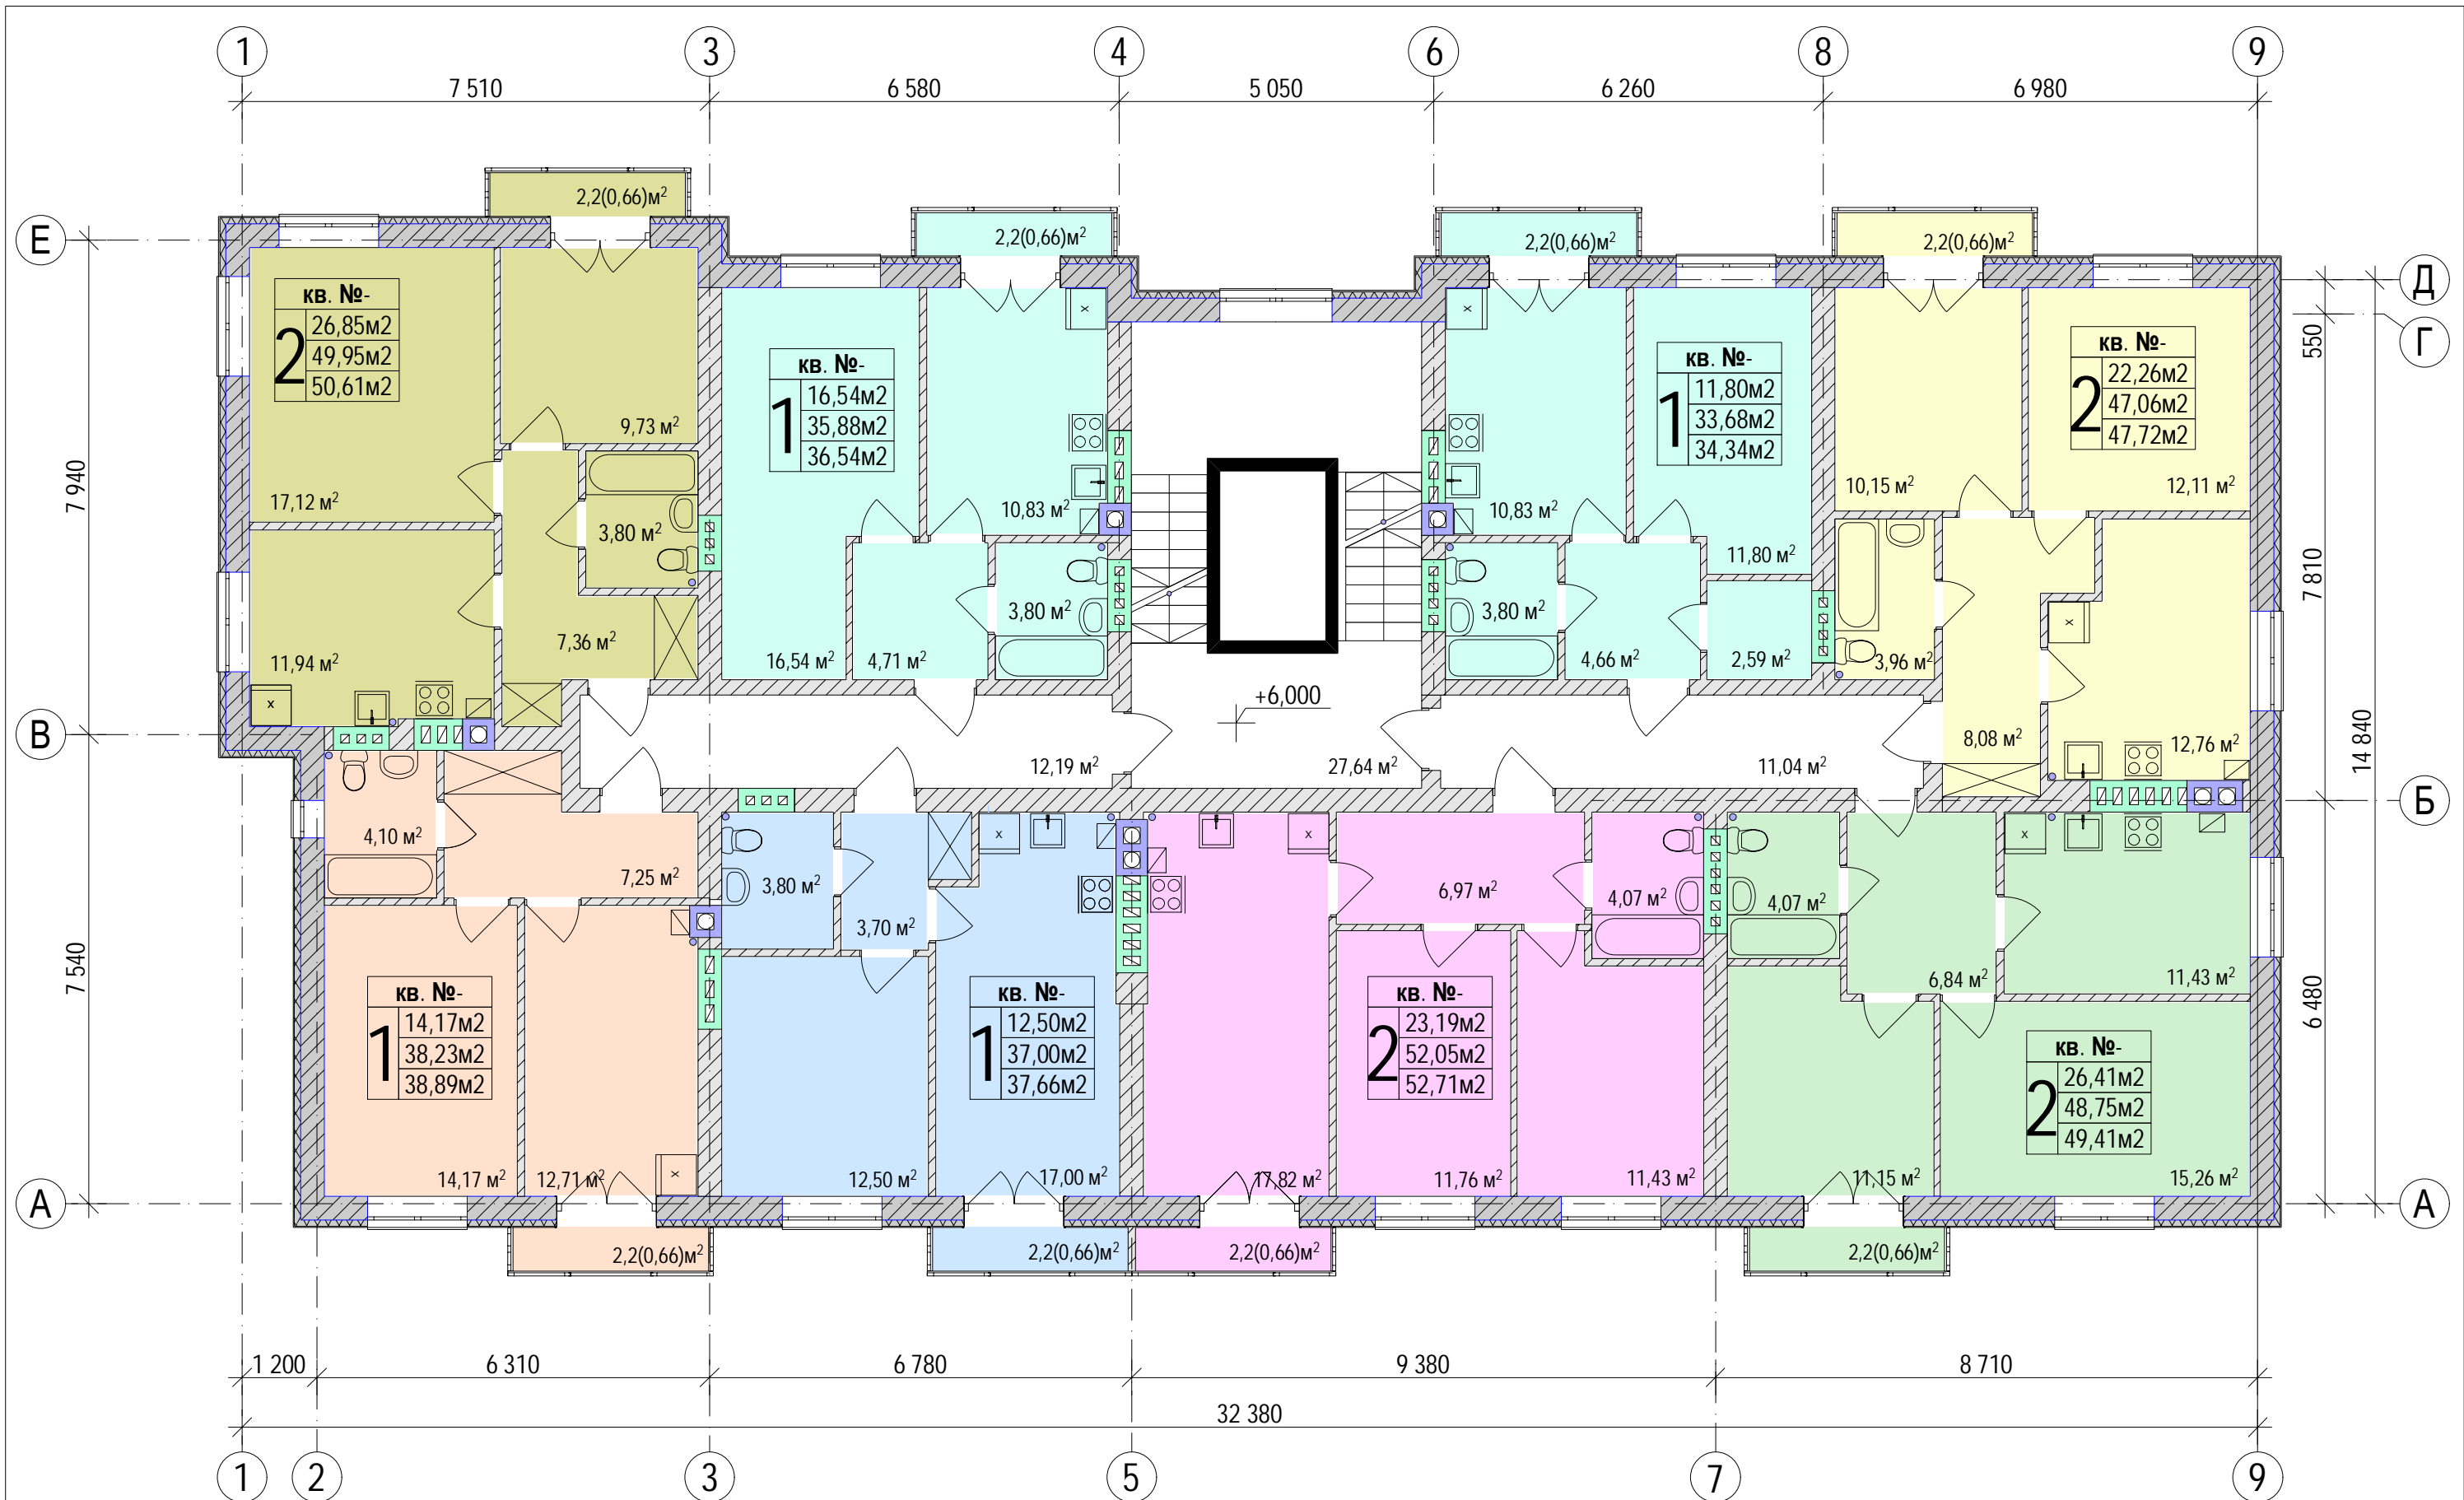 1 3 4 6 8 9
7 510 6 580 5 050 6 260 6 980
2,2(0,66)м²
2,2(0,66)м²
2,2(0,66)м²
2,2(0,66)м²
Е
Д
Г
550
кв. №-
2
26,85м2
49,95м2
50,61м2
кв. №-
1
16,54м2
35,88м2
36,54м2
кв. №-
1
11,80м2
33,68м2
34,34м2
кв. №-
2
22,26м2
47,06м2
47,72м2
9,73 м²
17,12 м²
10,83 м²
10,83 м²
10,15 м²
12,11 м²
7 940
3,80 м²
11,80 м²
7 810
3,80 м²
3,80 м²
7,36 м²
11,94 м²
16,54 м²
4,71 м²
4,66 м²
2,59 м²
3,96 м²
х
х
х
х
+6,000
В
12,19 м²
27,64 м²
11,04 м²
8,08 м²
12,76 м²
14 840
Б
4,10 м²
х
х
х
7,25 м²
3,80 м²
3,70 м²
6,97 м²
4,07 м²
4,07 м²
6,84 м²
11,43 м²
7 540
6 480
кв. №-
1
14,17м2
38,23м2
38,89м2
кв. №-
1
12,50м2
37,00м2
37,66м2
кв. №-
2
23,19м2
52,05м2
52,71м2
кв. №-
2
26,41м2
48,75м2
49,41м2
14,17 м²
12,71м²
х
12,50 м²
17,00 м²
17,82 м²
11,76 м²
11,43 м²
11,15 м²
15,26 м²
А
А
2,2(0,66)м²
2,2(0,66)м²
2,2(0,66)м²
2,2(0,66)м²
1 200 6 310 6 780 9 380 8 710
32 380
1 2 3 5 7 9